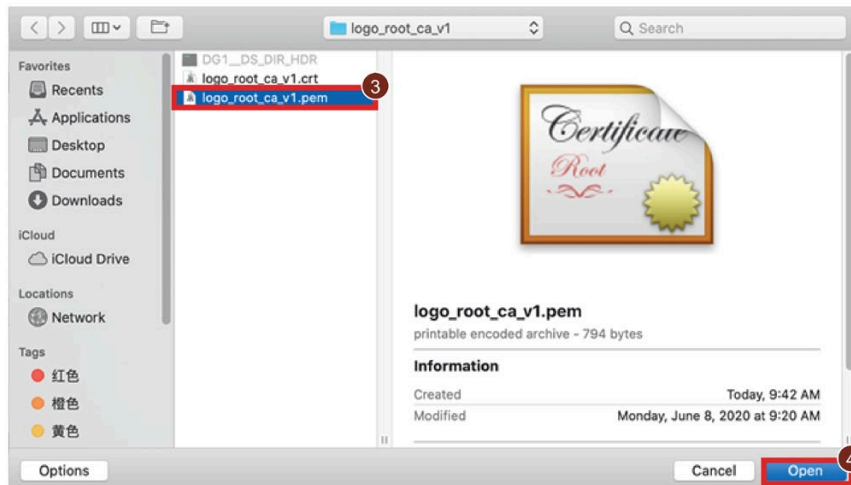 logo_root_ca_v1
Search
Favorites
Recents
Applications
Desktop
Documents
Downloads
iCloud
iCloud Drive
Locations
Network
Tags
红色
橙色
黄色
DG1__DS_DIR_HDR
logo_root_ca_v1.crt
logo_root_ca_v1.pem
3
Certificate
Root
logo_root_ca_v1.pem
printable encoded archive - 794 bytes
Information
Created Today, 9:42 AM
Modified Monday, June 8, 2020 at 9:20 AM
Options
Cancel
Open
4